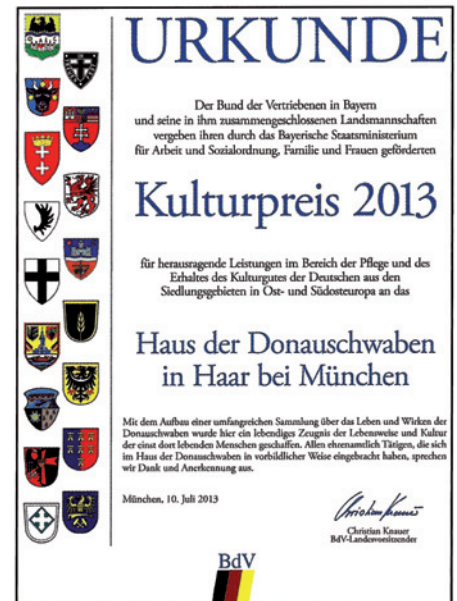 URKUNDE
Der Bund der Vertriebenen in Bayern
und seine in ihm zusammengeschlossenen Landsmannschaften
vergeben ihren durch das Bayerische Staatsministerium
für Arbeit und Sozialordnung, Familie und Frauen geförderten
Kulturpreis 2013
für herausragende Leistungen im Bereich der Pflege und des
Erhaltes des Kulturgutes der Deutschen aus den
Siedlungsgebieten in Ost- und Südosteuropa an das
Haus der Donauschwaben
in Haar bei München
Mit dem Aufbau einer umfangreichen Sammlung über das Leben und Wirken der
Donauschwaben wurde hier ein lebendiges Zeugnis der Lebensweise und Kultur
der einst dort lebenden Menschen geschaffen. Allen ehrenamtlich Tätigen, die sich
im Haus der Donauschwaben in vorbildlicher Weise eingebracht haben, sprechen
wir Dank und Anerkennung aus.
München, 10. Juli 2013
Christian Knauer
Christian Knauer
BdV-Landesvorsitzender
BdV